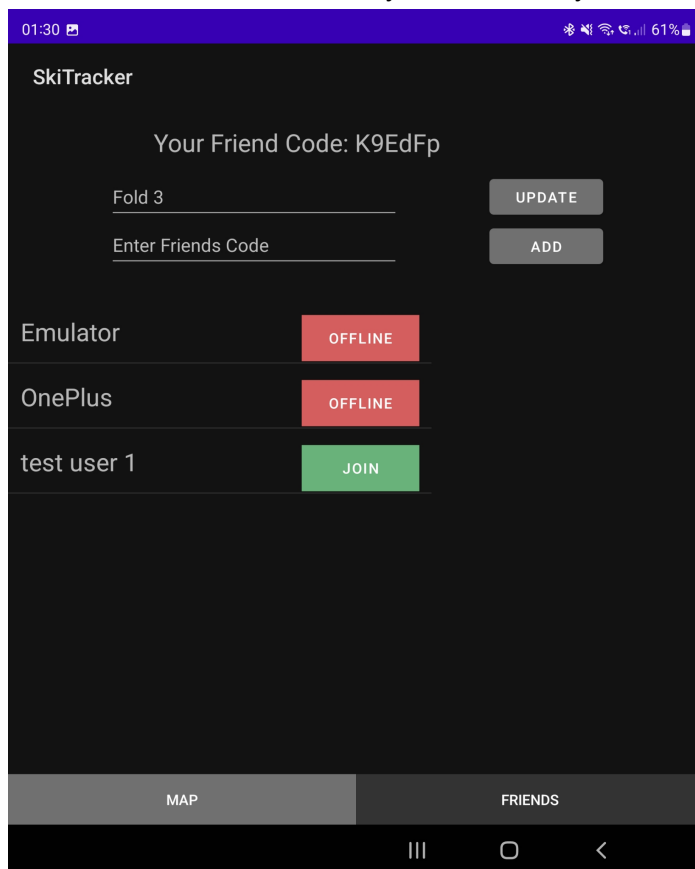 01:30 61%
SkiTracker
Your Friend Code: K9EdFp
Fold 3 UPDATE
Enter Friends Code ADD
Emulator OFFLINE
OnePlus OFFLINE
test user 1 JOIN
MAP FRIENDS